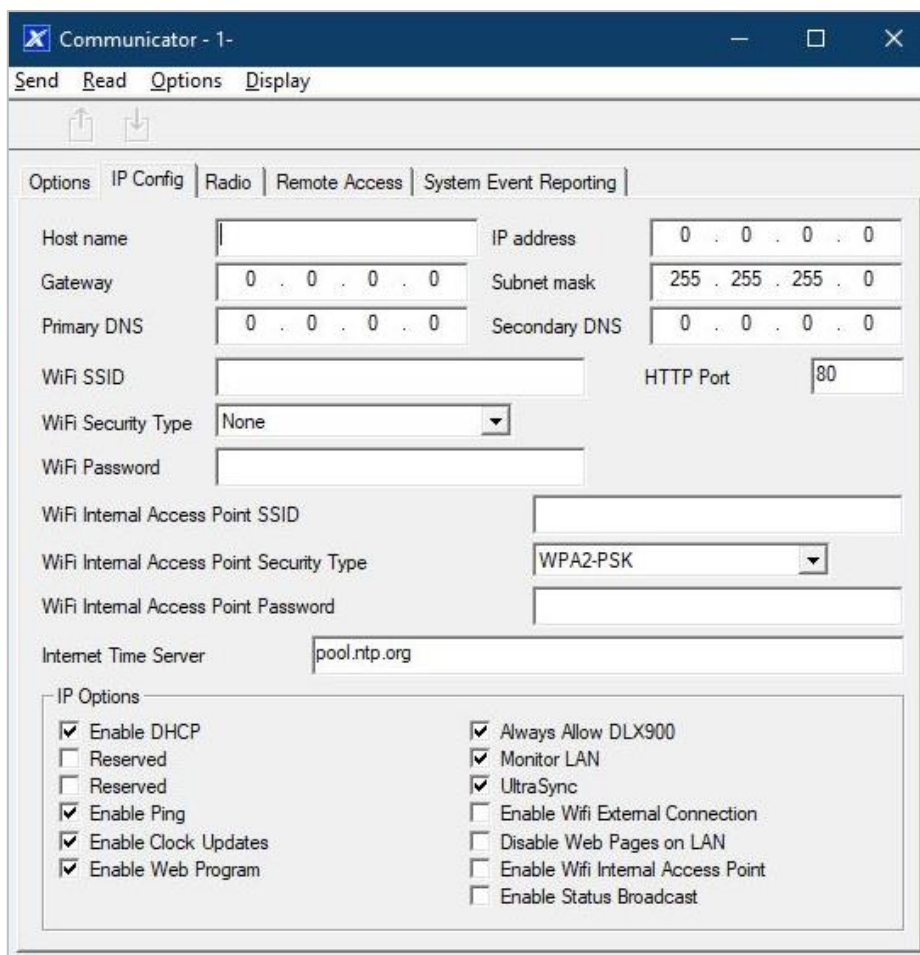 X Communicator - 1-
Send Read Options Display
Options IP Config Radio Remote Access System Event Reporting
Host name IP address 0 . 0 . 0 . 0
Gateway 0 . 0 . 0 . 0 Subnet mask 255 . 255 . 255 . 0
Primary DNS 0 . 0 . 0 . 0 Secondary DNS 0 . 0 . 0 . 0
WiFi SSID HTTP Port 80
WiFi Security Type None
WiFi Password
WiFi Internal Access Point SSID
WiFi Internal Access Point Security Type WPA2-PSK
WiFi Internal Access Point Password
Internet Time Server pool.ntp.org
IP Options
Enable DHCP Always Allow DLX900
Reserved Monitor LAN
Reserved UltraSync
Enable Ping Enable Wifi External Connection
Enable Clock Updates Disable Web Pages on LAN
Enable Web Program Enable Wifi Internal Access Point
Enable Status Broadcast